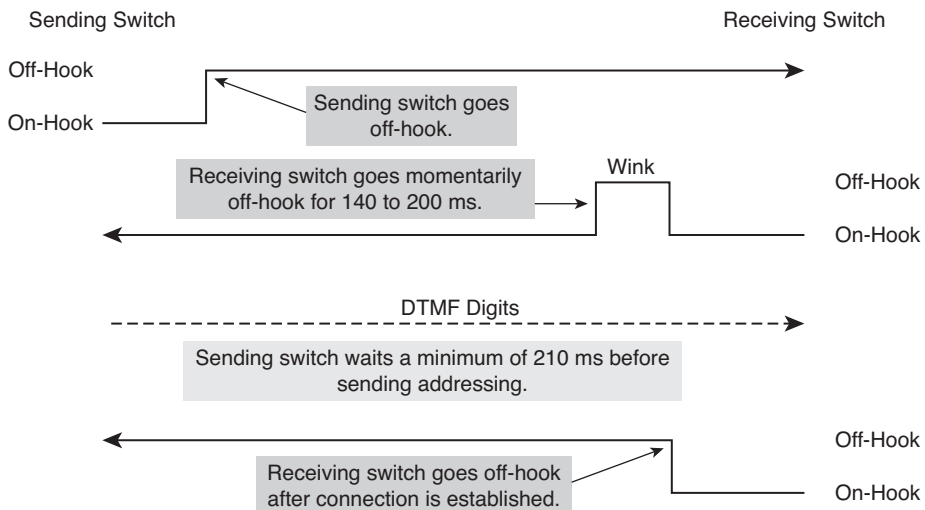 Sending Switch
Receiving Switch
Off-Hook
On-Hook
Sending switch goes
off-hook.
Receiving switch goes momentarily
off-hook for 140 to 200 ms.
Wink
Off-Hook
On-Hook
DTMF Digits
Sending switch waits a minimum of 210 ms before
sending addressing.
Off-Hook
On-Hook
Receiving switch goes off-hook
after connection is established.